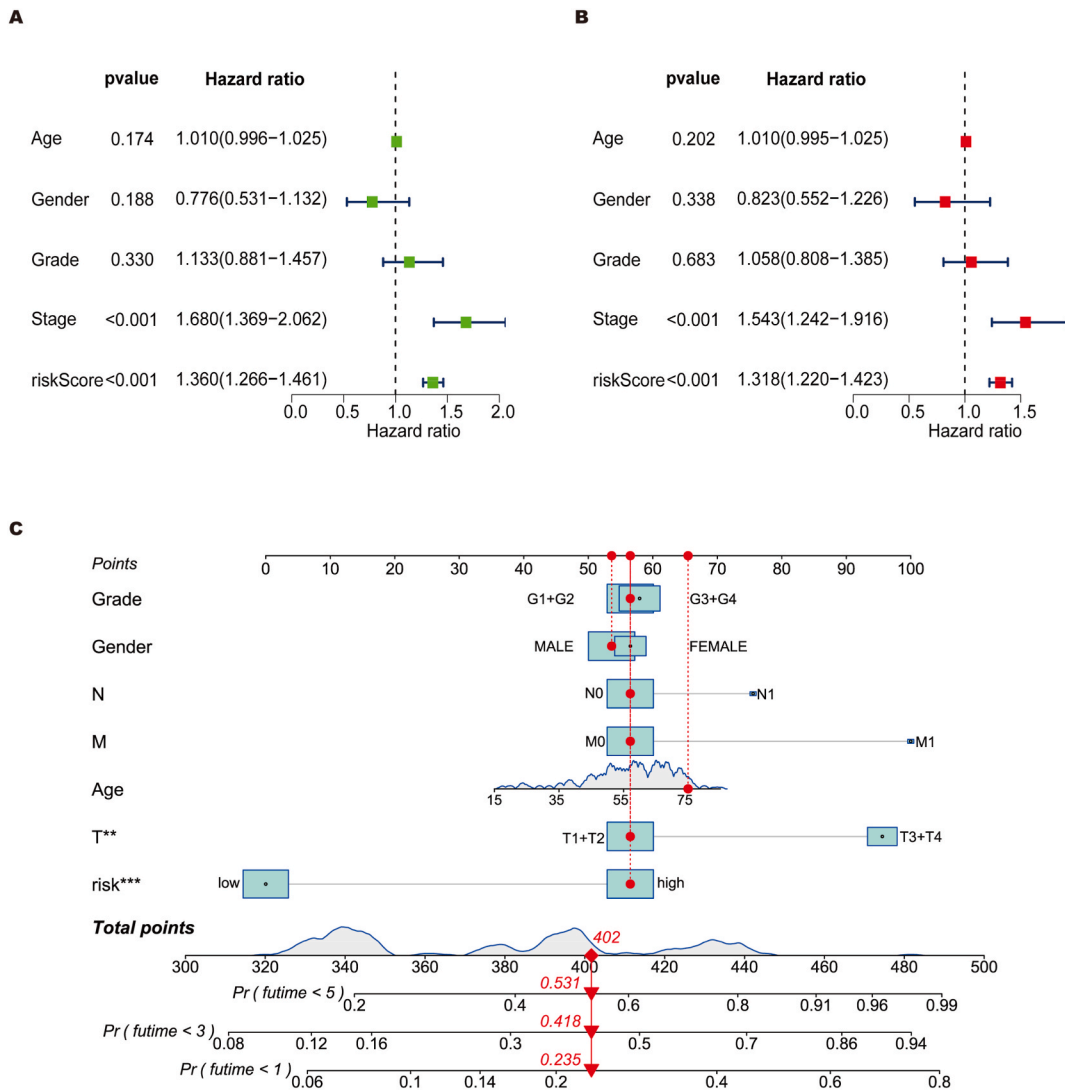 A
pvalue Hazard ratio
Age 0.174 1.010(0.996−1.025)
Gender 0.188 0.776(0.531−1.132)
Grade 0.330 1.133(0.881−1.457)
Stage <0.001 1.680(1.369−2.062)
riskScore <0.001 1.360(1.266−1.461)
0.0 0.5 1.0 1.5 2.0
Hazard ratio
B
pvalue Hazard ratio
Age 0.202 1.010(0.995−1.025)
Gender 0.338 0.823(0.552−1.226)
Grade 0.683 1.058(0.808−1.385)
Stage <0.001 1.543(1.242−1.916)
riskScore <0.001 1.318(1.220−1.423)
0.0 0.5 1.0 1.5
Hazard ratio
C
Points 0 10 20 30 40 50 60 70 80 90 100
Grade G1+G2 G3+G4
Gender MALE FEMALE
N N0 N1
M M0 M1
Age
15 35 55 75
T** T1+T2 T3+T4
risk*** low high
Total points
402
300 320 340 360 380 400 420 440 460 480 500
0.531
Pr ( futime < 5 ) 0.2 0.4 0.6 0.8 0.91 0.96 0.99
0.418
Pr ( futime < 3 ) 0.08 0.12 0.16 0.3 0.5 0.7 0.86 0.94
0.235
Pr ( futime < 1 ) 0.06 0.1 0.14 0.2 0.4 0.6 0.8